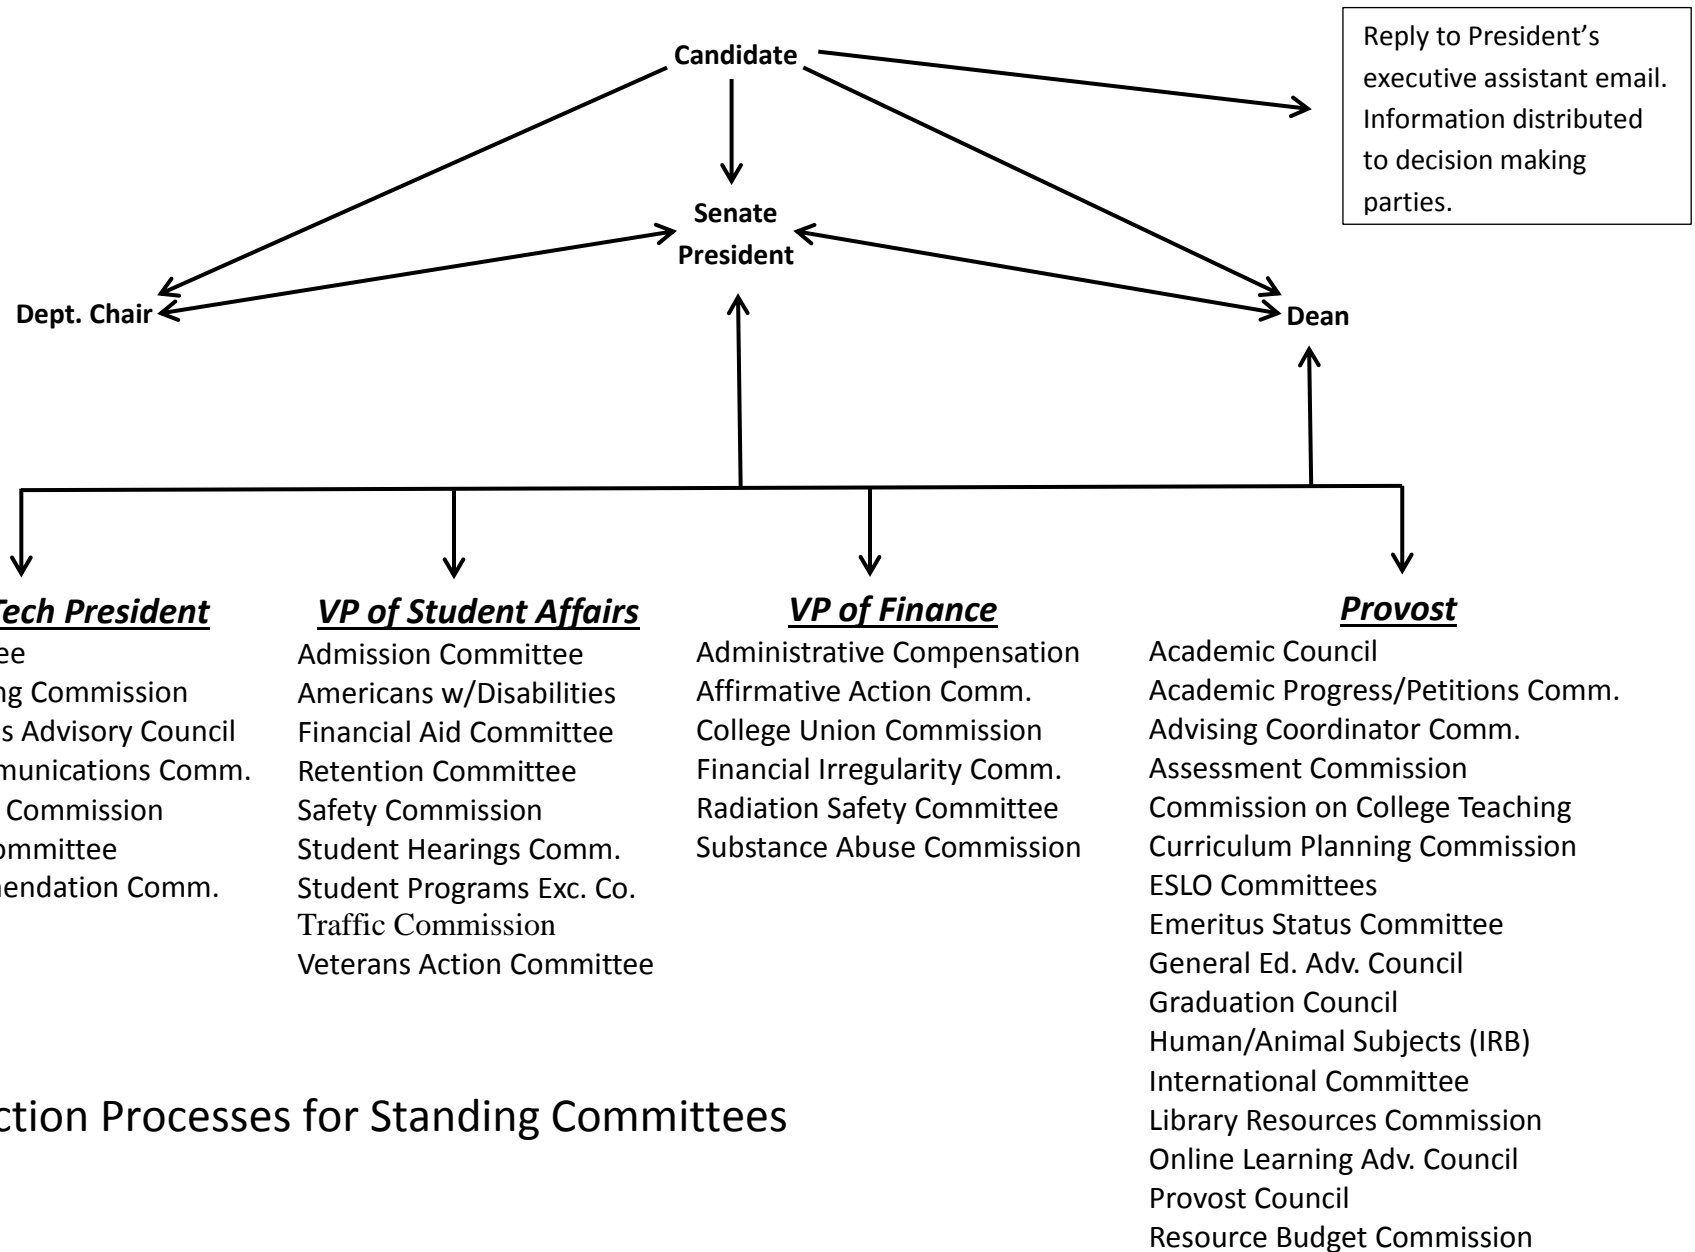 Candidate
Reply to President’s
executive assistant email.
Information distributed
to decision making
parties.
Senate
President
Dept. Chair
Dean
Tech President
ee
ng Commission
s Advisory Council
munications Comm.
Commission
ommittee
mendation Comm.
VP of Student Affairs
Admission Committee
Americans w/Disabilities
Financial Aid Committee
Retention Committee
Safety Commission
Student Hearings Comm.
Student Programs Exc. Co.
Traffic Commission
Veterans Action Committee
VP of Finance
Administrative Compensation
Affirmative Action Comm.
College Union Commission
Financial Irregularity Comm.
Radiation Safety Committee
Substance Abuse Commission
Provost
Academic Council
Academic Progress/Petitions Comm.
Advising Coordinator Comm.
Assessment Commission
Commission on College Teaching
Curriculum Planning Commission
ESLO Committees
Emeritus Status Committee
General Ed. Adv. Council
Graduation Council
Human/Animal Subjects (IRB)
International Committee
Library Resources Commission
Online Learning Adv. Council
Provost Council
Resource Budget Commission
ction Processes for Standing Committees